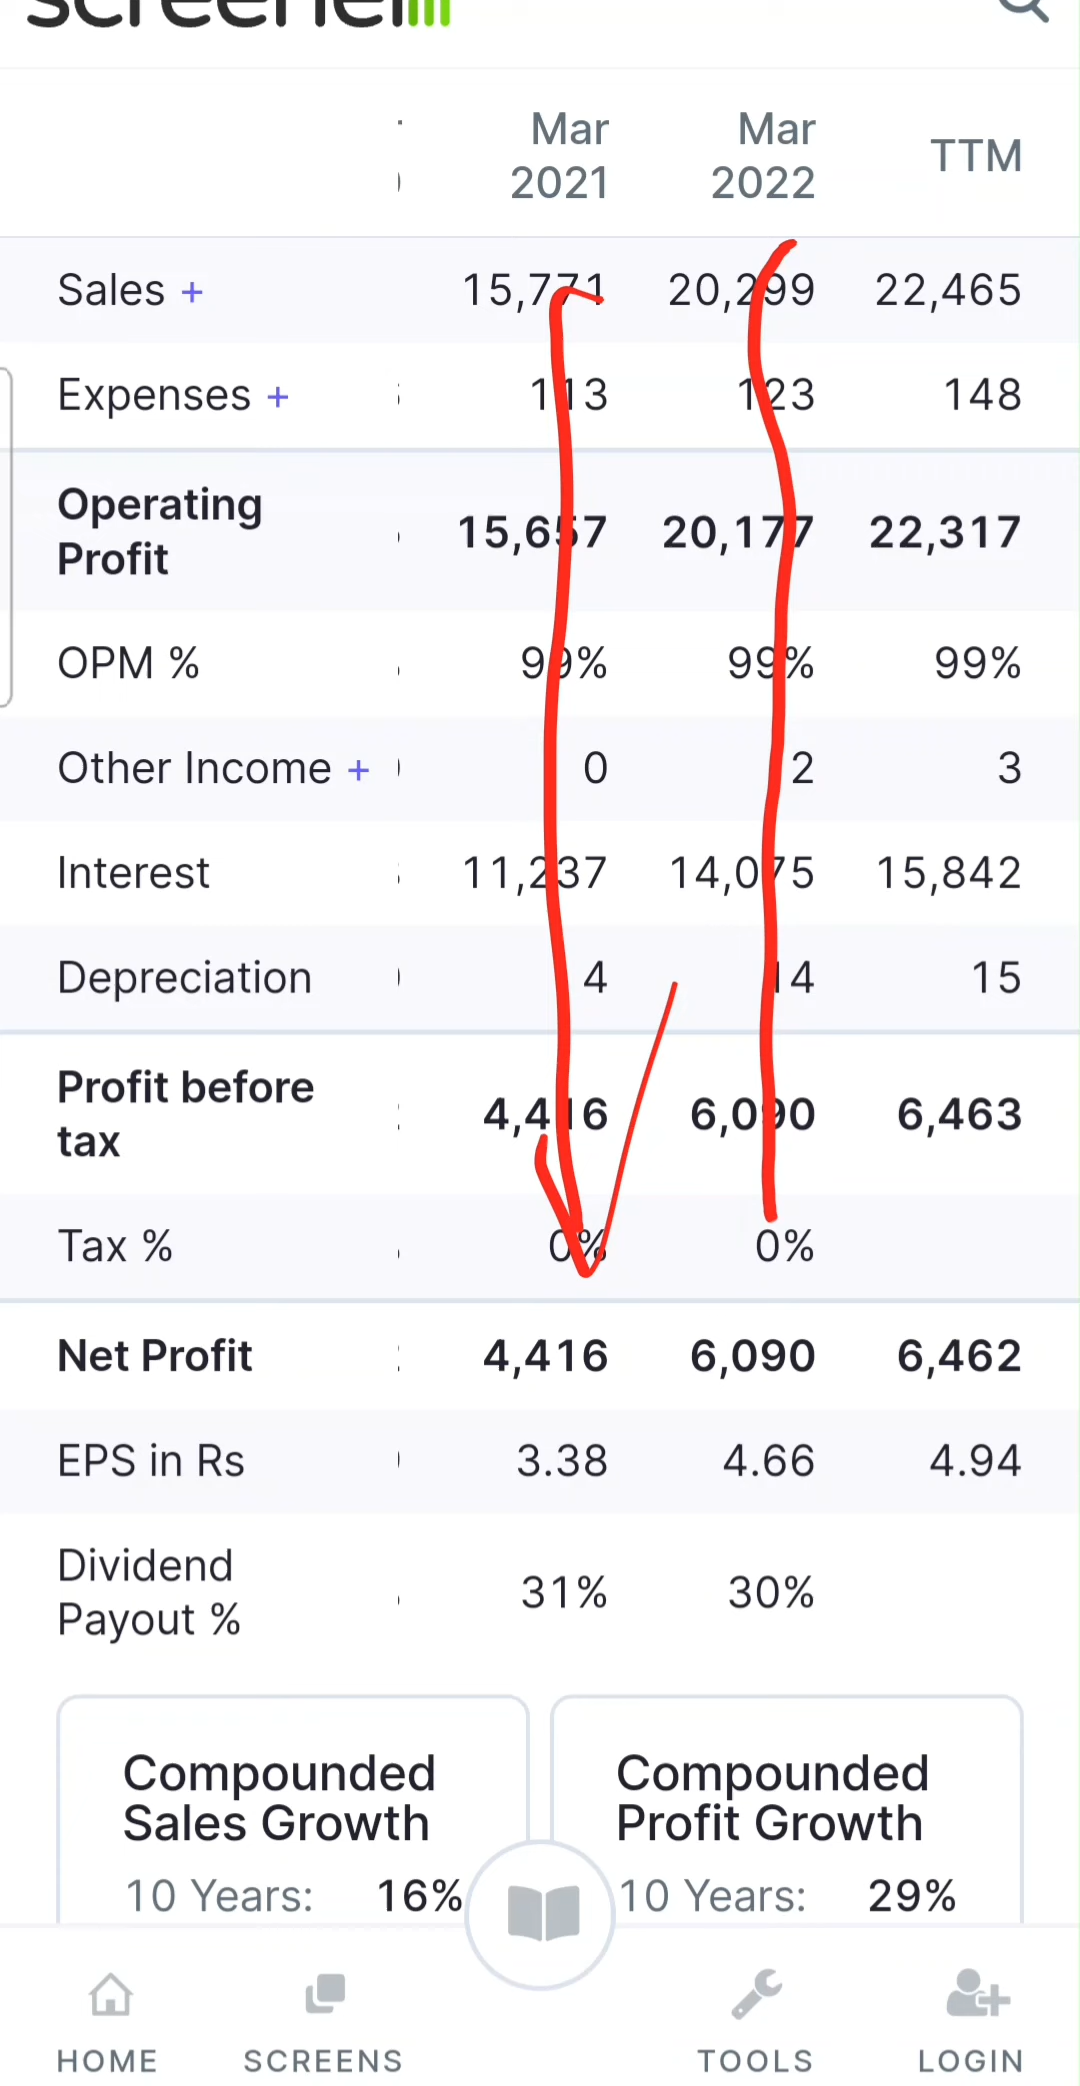 screener
Mar 2021 Mar 2022 TTM
Sales + 15,771 20,299 22,465
Expenses + 113 123 148
Operating Profit 15,657 20,177 22,317
OPM % 99% 99% 99%
Other Income + 0 2 3
Interest 11,237 14,075 15,842
Depreciation 4 14 15
Profit before tax 4,416 6,090 6,463
Tax % 0% 0%
Net Profit 4,416 6,090 6,462
EPS in Rs 3.38 4.66 4.94
Dividend Payout % 31% 30%
Compounded Sales Growth
10 Years: 16%
Compounded Profit Growth
10 Years: 29%
HOME SCREENS TOOLS LOGIN